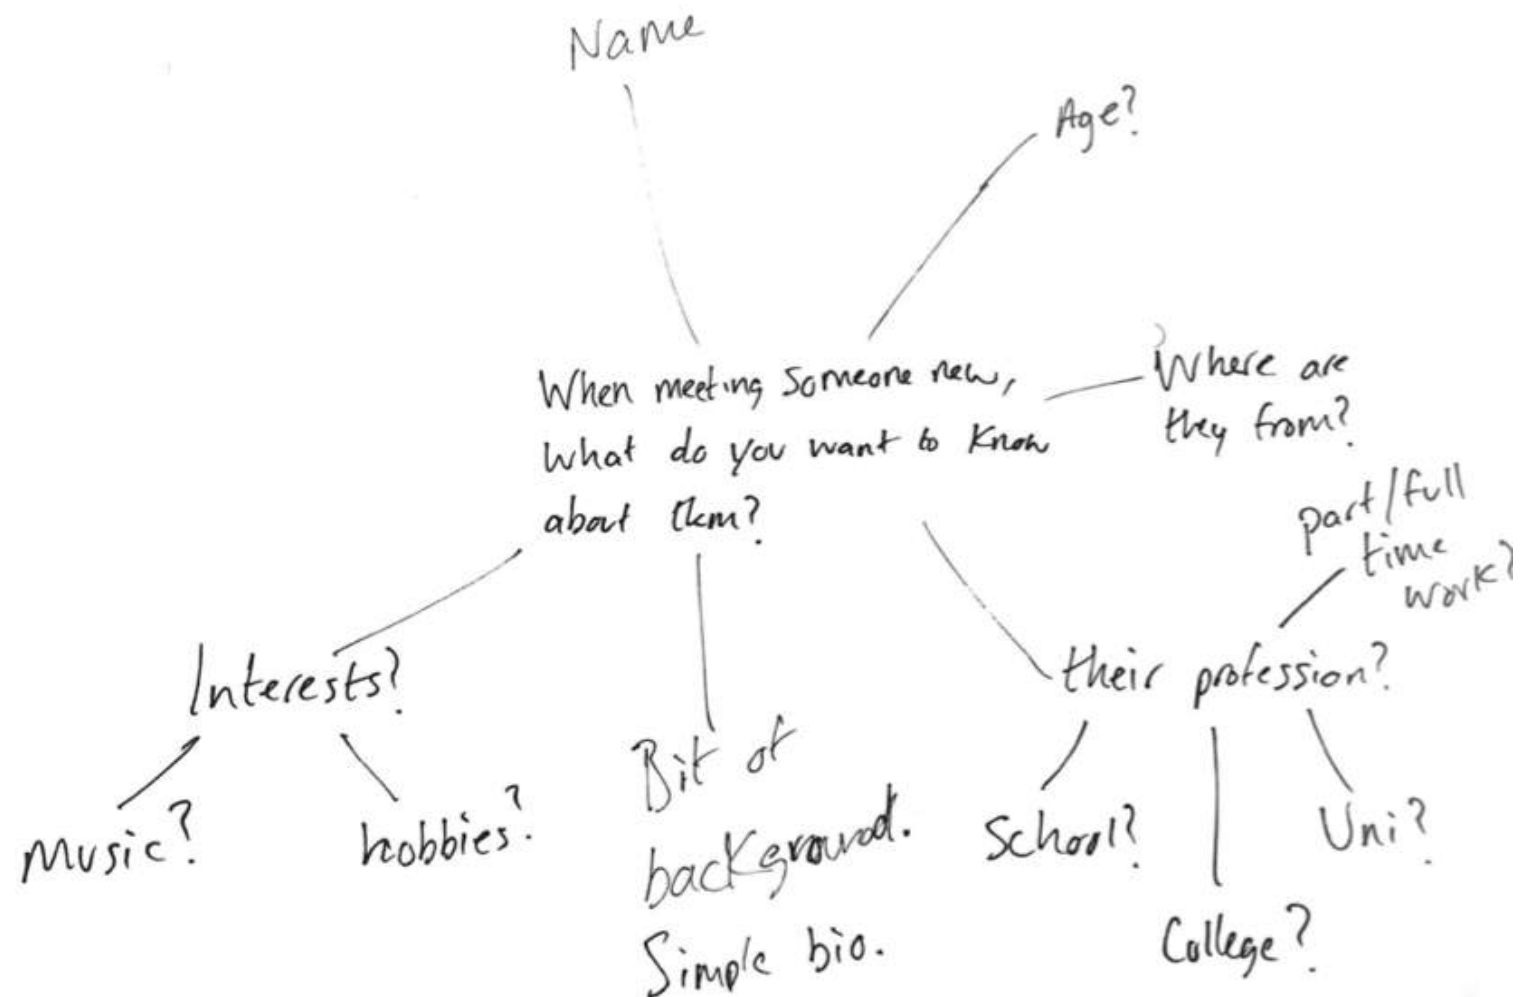 Name
Age?
When meeting someone new,
what do you want to know
about them?
Where are
they from?
part/full
time
work?
Interests?
their profession?
Music?
hobbies?
Bit of
background.
Simple bio.
School?
Uni?
College?